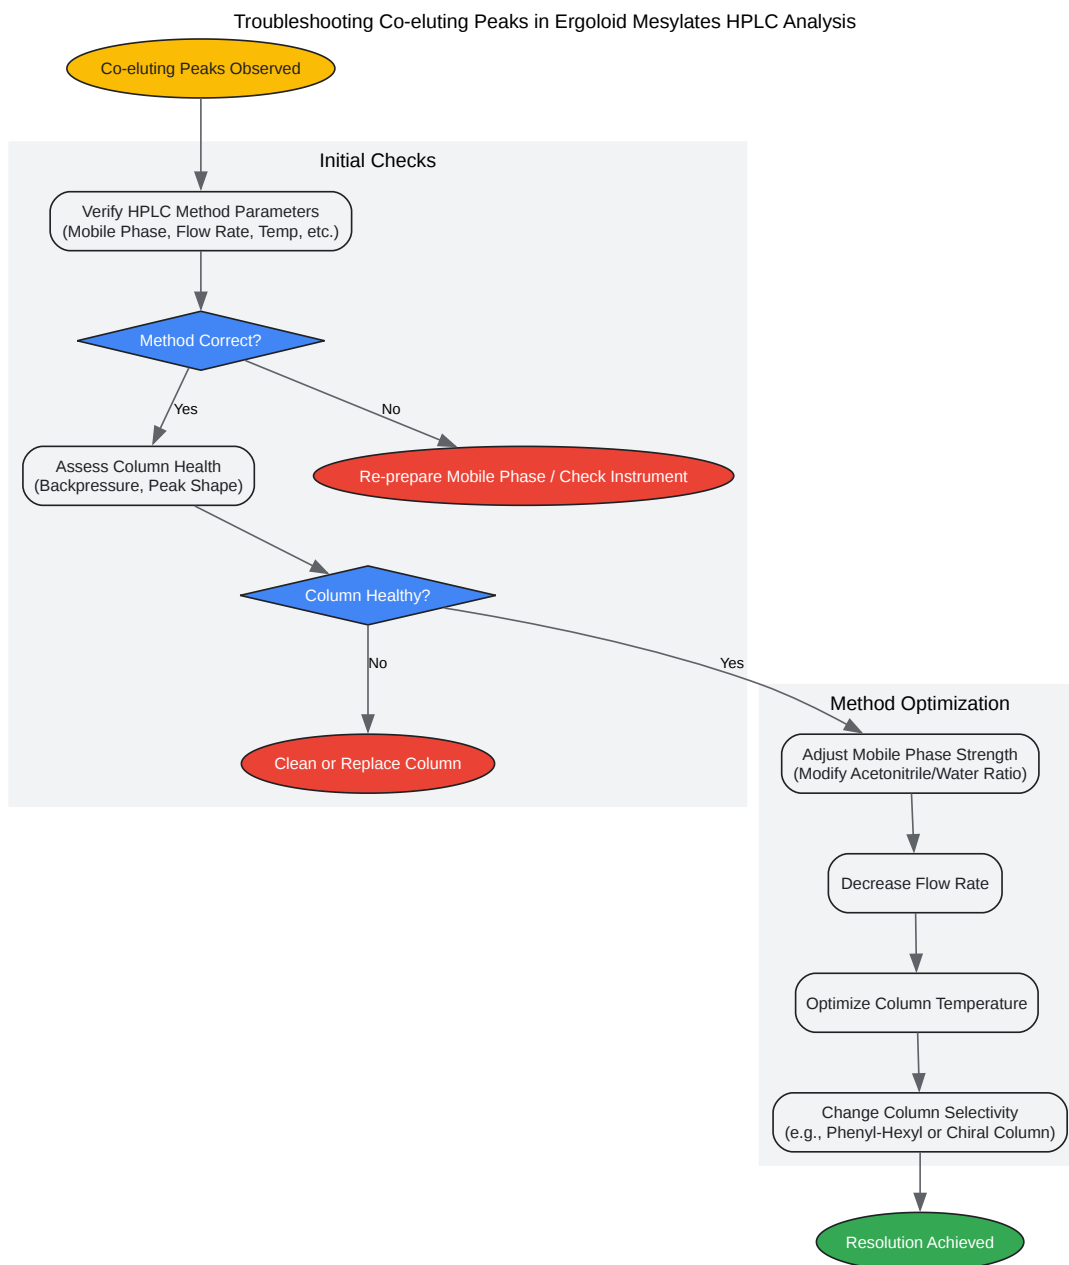 Troubleshooting Co-eluting Peaks in Ergoloid Mesylates HPLC Analysis
Co-eluting Peaks Observed
Initial Checks
Verify HPLC Method Parameters
(Mobile Phase, Flow Rate, Temp, etc.)
Method Correct?
Yes
No
Assess Column Health
(Backpressure, Peak Shape)
Re-prepare Mobile Phase / Check Instrument
Column Healthy?
No
Yes
Clean or Replace Column
Method Optimization
Adjust Mobile Phase Strength
(Modify Acetonitrile/Water Ratio)
Decrease Flow Rate
Optimize Column Temperature
Change Column Selectivity
(e.g., Phenyl-Hexyl or Chiral Column)
Resolution Achieved